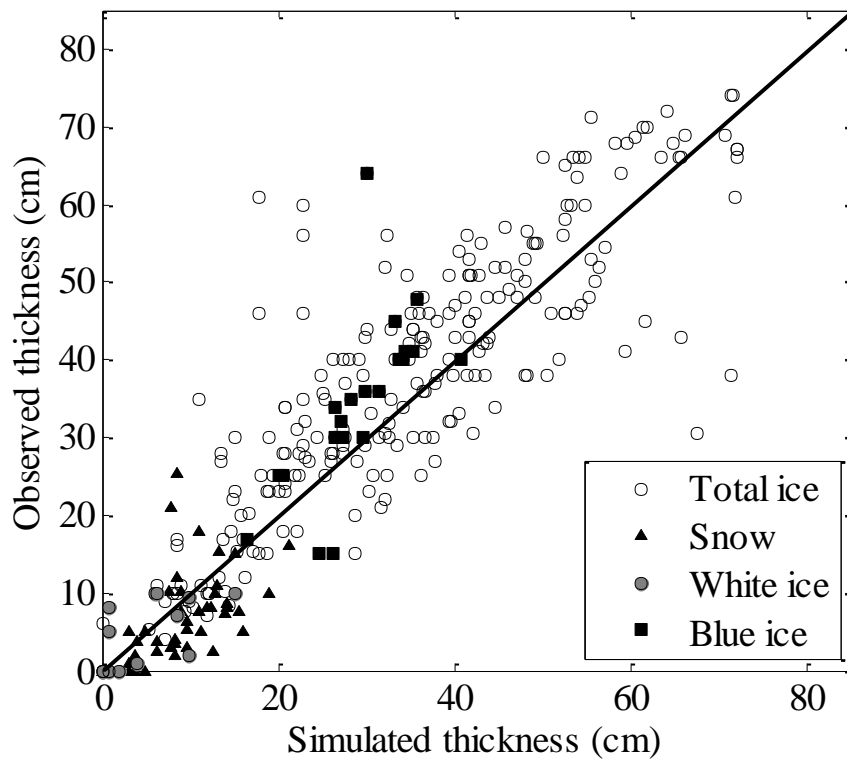 80
70
60
50
40
30
20
10
0
Observed thickness (cm)
0 20 40 60 80
Simulated thickness (cm)
Total ice
Snow
White ice
Blue ice